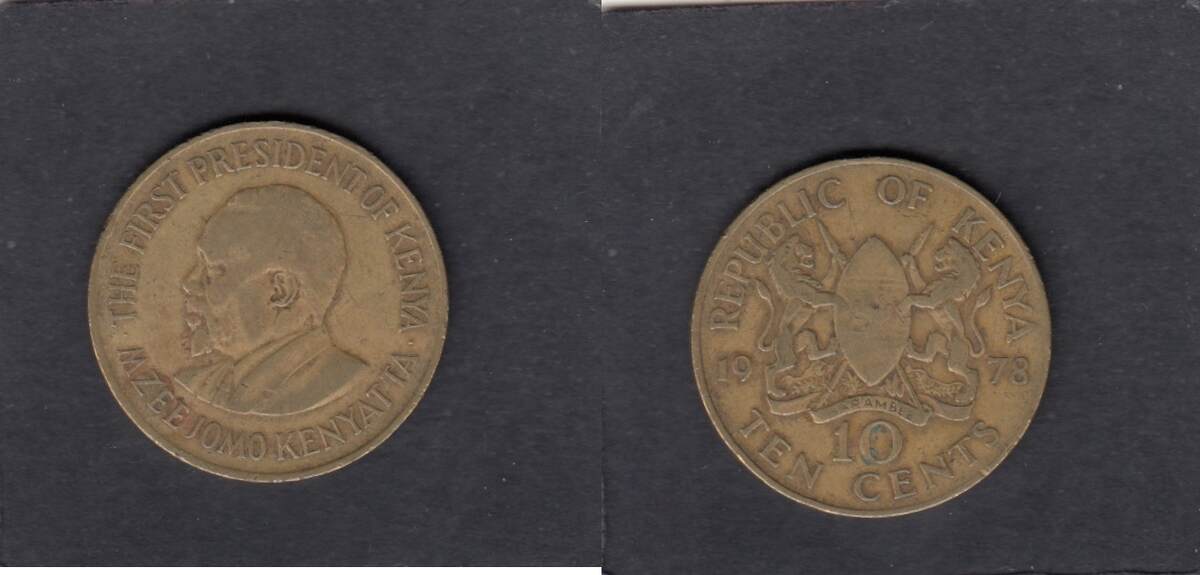 THE FIRST PRESIDENT OF KENYA
MZEE JOMO KENYATTA
REPUBLIC OF KENYA
19 78
HARAMBEE
10
TEN CENTS